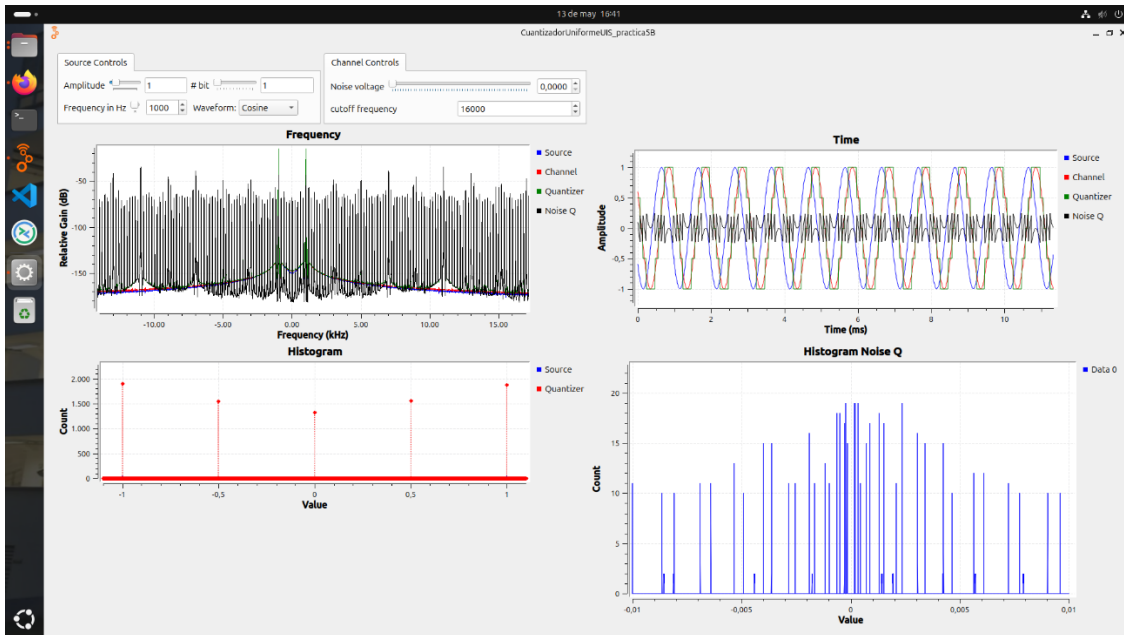 13 de may 16:41
CuantizadorUniformeUIS_practica5B
Source Controls
Amplitude 1 # bit 1
Frequency in Hz 1000 Waveform: Cosine
Channel Controls
Noise voltage 0,0000
cutoff frequency 16000
Frequency
Relative Gain (dB)
-50
-100
-150
-10.00 -5.00 0.00 5.00 10.00 15.00
Frequency (kHz)
Source
Channel
Quantizer
Noise Q
Time
Amplitude
1
0,5
0
-0,5
-1
0 2 4 6 8 10
Time (ms)
Source
Channel
Quantizer
Noise Q
Histogram
Count
2.000
1.500
1.000
500
0
-1 -0,5 0 0,5 1
Value
Source
Quantizer
Histogram Noise Q
Count
20
15
10
5
0
-0,01 -0,005 0 0,005 0,01
Value
Data 0